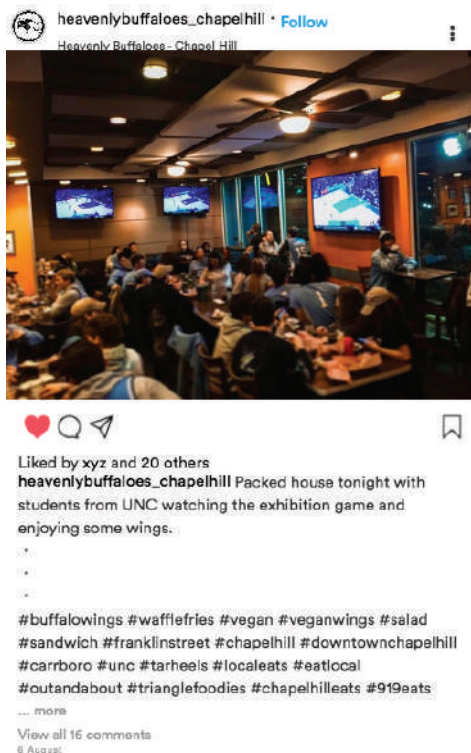 heavenlybuffaloes_chapelhill • Follow
Heavenly Buffaloes - Chapel Hill
Liked by xyz and 20 others
heavenlybuffaloes_chapelhill Packed house tonight with
students from UNC watching the exhibition game and
enjoying some wings.
.
.
.
#buffalowings #wafflefries #vegan #veganwings #salad
#sandwich #franklinstreet #chapelhill #downtownchapelhill
#carrboro #unc #tarheels #localeats #eatlocal
#outandabout #trianglefoodies #chapelhilleats #919eats
... more
View all 16 comments
6 August